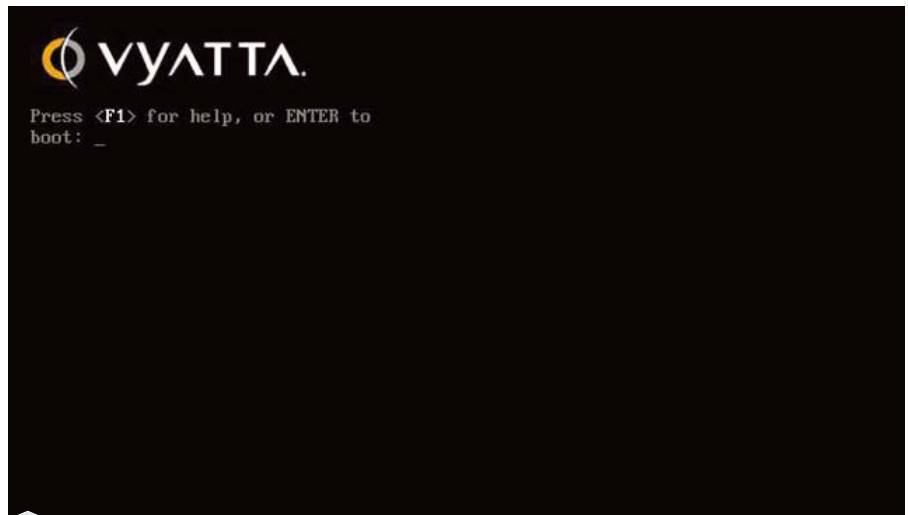 VYATTA.
Press <F1> for help, or ENTER to
boot: _